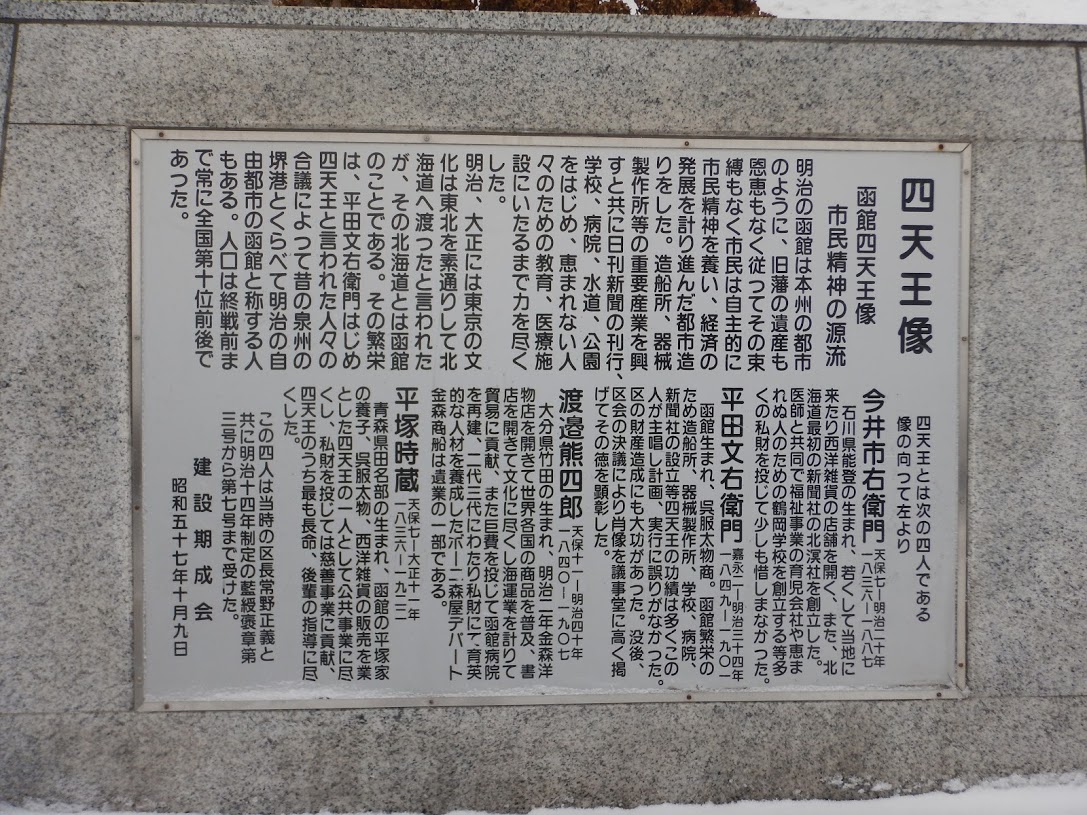 四天王像
函館四天王像
市民精神の源流
明治の函館は本州の都市
のように、旧藩の遺産も
恩恵もなく従ってその束
縛もなく市民は自主的に
市民精神を養い、経済の
発展を計り進んだ都市造
りをした。造船所、器械
製作所等の重要産業を興
すと共に日刊新聞の刊行、
学校、病院、水道、公園
をはじめ、恵まれない人
々のための教育、医療施
設にいたるまで力を尽く
した。
明治、大正には東京の文
化は東北を素通りして北
海道へ渡ったと言われた
が、その北海道とは函館
のことである。その繁栄
は、平田文右衛門はじめ
四天王と言われた人々の
合議によって昔の泉州の
堺港とくらべて明治の自
由都市の函館と称する人
もある。人口は終戦前ま
で常に全国第十位前後で
あった。
四天王とは次の四人である
像の向って左より
今井市右衛門 天保七ー明治二十年
一八三六ー一八八七
石川県能登の生まれ、若くして当地に
来たり西洋雑貨の店舗を開く、また、北
海道最初の新聞社の北溟社を創立した。
医師と共同で福祉事業の育児会社や恵ま
れぬ人のための鶴岡学校を創立する等多
くの私財を投じて少しも惜しまなかった。
平田文右衛門 嘉永二ー明治三十四年
一八四九ー一九〇一
函館生まれ、呉服太物商。函館繁栄の
ため造船所、器械製作所、学校、病院、
新聞社の設立等四天王の功績は多くこの
人が主唱し計画、実行に誤りがなかった。
区の財産造成にも大功があった。没後、
区会の決議により肖像を議事堂に高く掲
げてその徳を顕彰した。
渡邉熊四郎 天保十一ー明治四十年
一八四〇ー一九〇七
大分県竹田の生まれ、明治二年金森洋
物店を開きて世界各国の商品を普及、書
店を開きて文化に尽くし海運業を計りて
貿易に貢献、また巨費を投じて函館病院
を再建、二代三代にわたり私財にて育英
的な人材を養成したボーニ森屋デパート
金森商船は遺業の一部である。
平塚時蔵 天保七ー大正十一年
一八三六ー一九二二
青森県田名部の生まれ、函館の平塚家
の養子、呉服太物、西洋雑貨の販売を業
とした四天王の一人として公共事業に尽
くし、私財を投じては慈善事業に貢献、
四天王のうち最も長命、後輩の指導に尽
くした。
この四人は当時の区長常野正義と
共に明治十四年制定の藍綬褒章第
三号から第七号まで受けた。
建設期成会
昭和五十七年十月九日